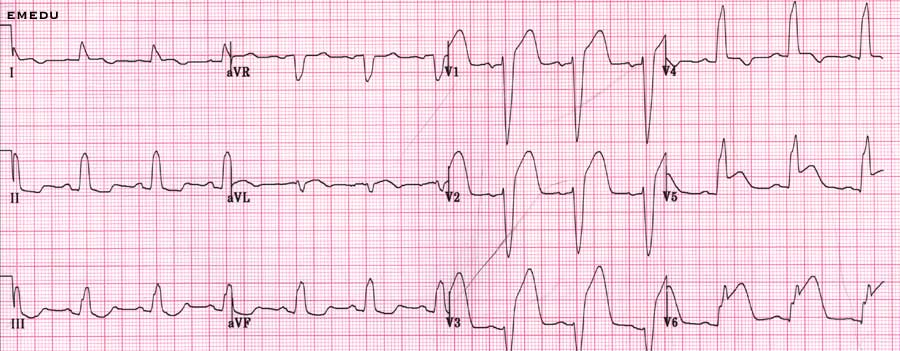 EMEDU
I aVR V1 V4
II aVL V2 V5
III aVF V3 V6